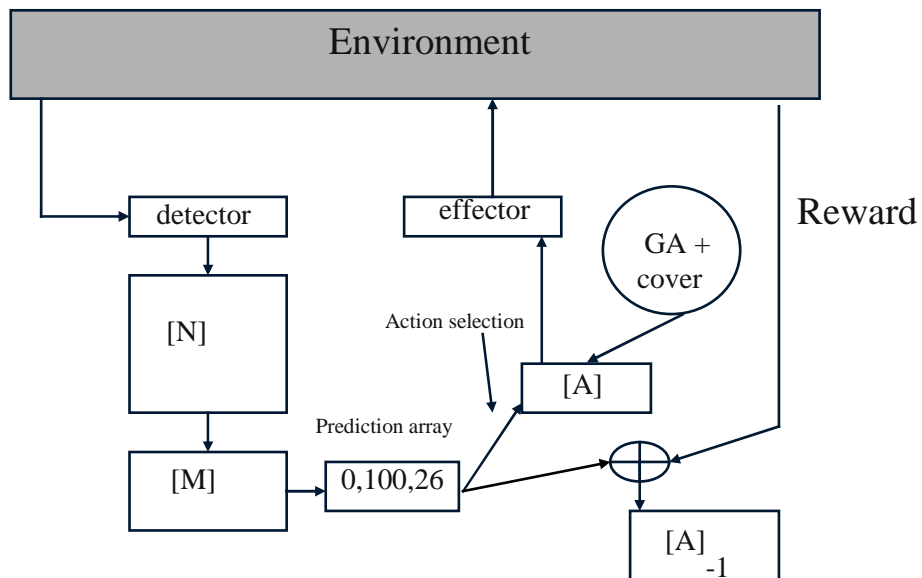 Environment
detector
effector
GA +
cover
Reward
[N]
Action selection
[A]
Prediction array
[M]
0,100,26
[A]
-1